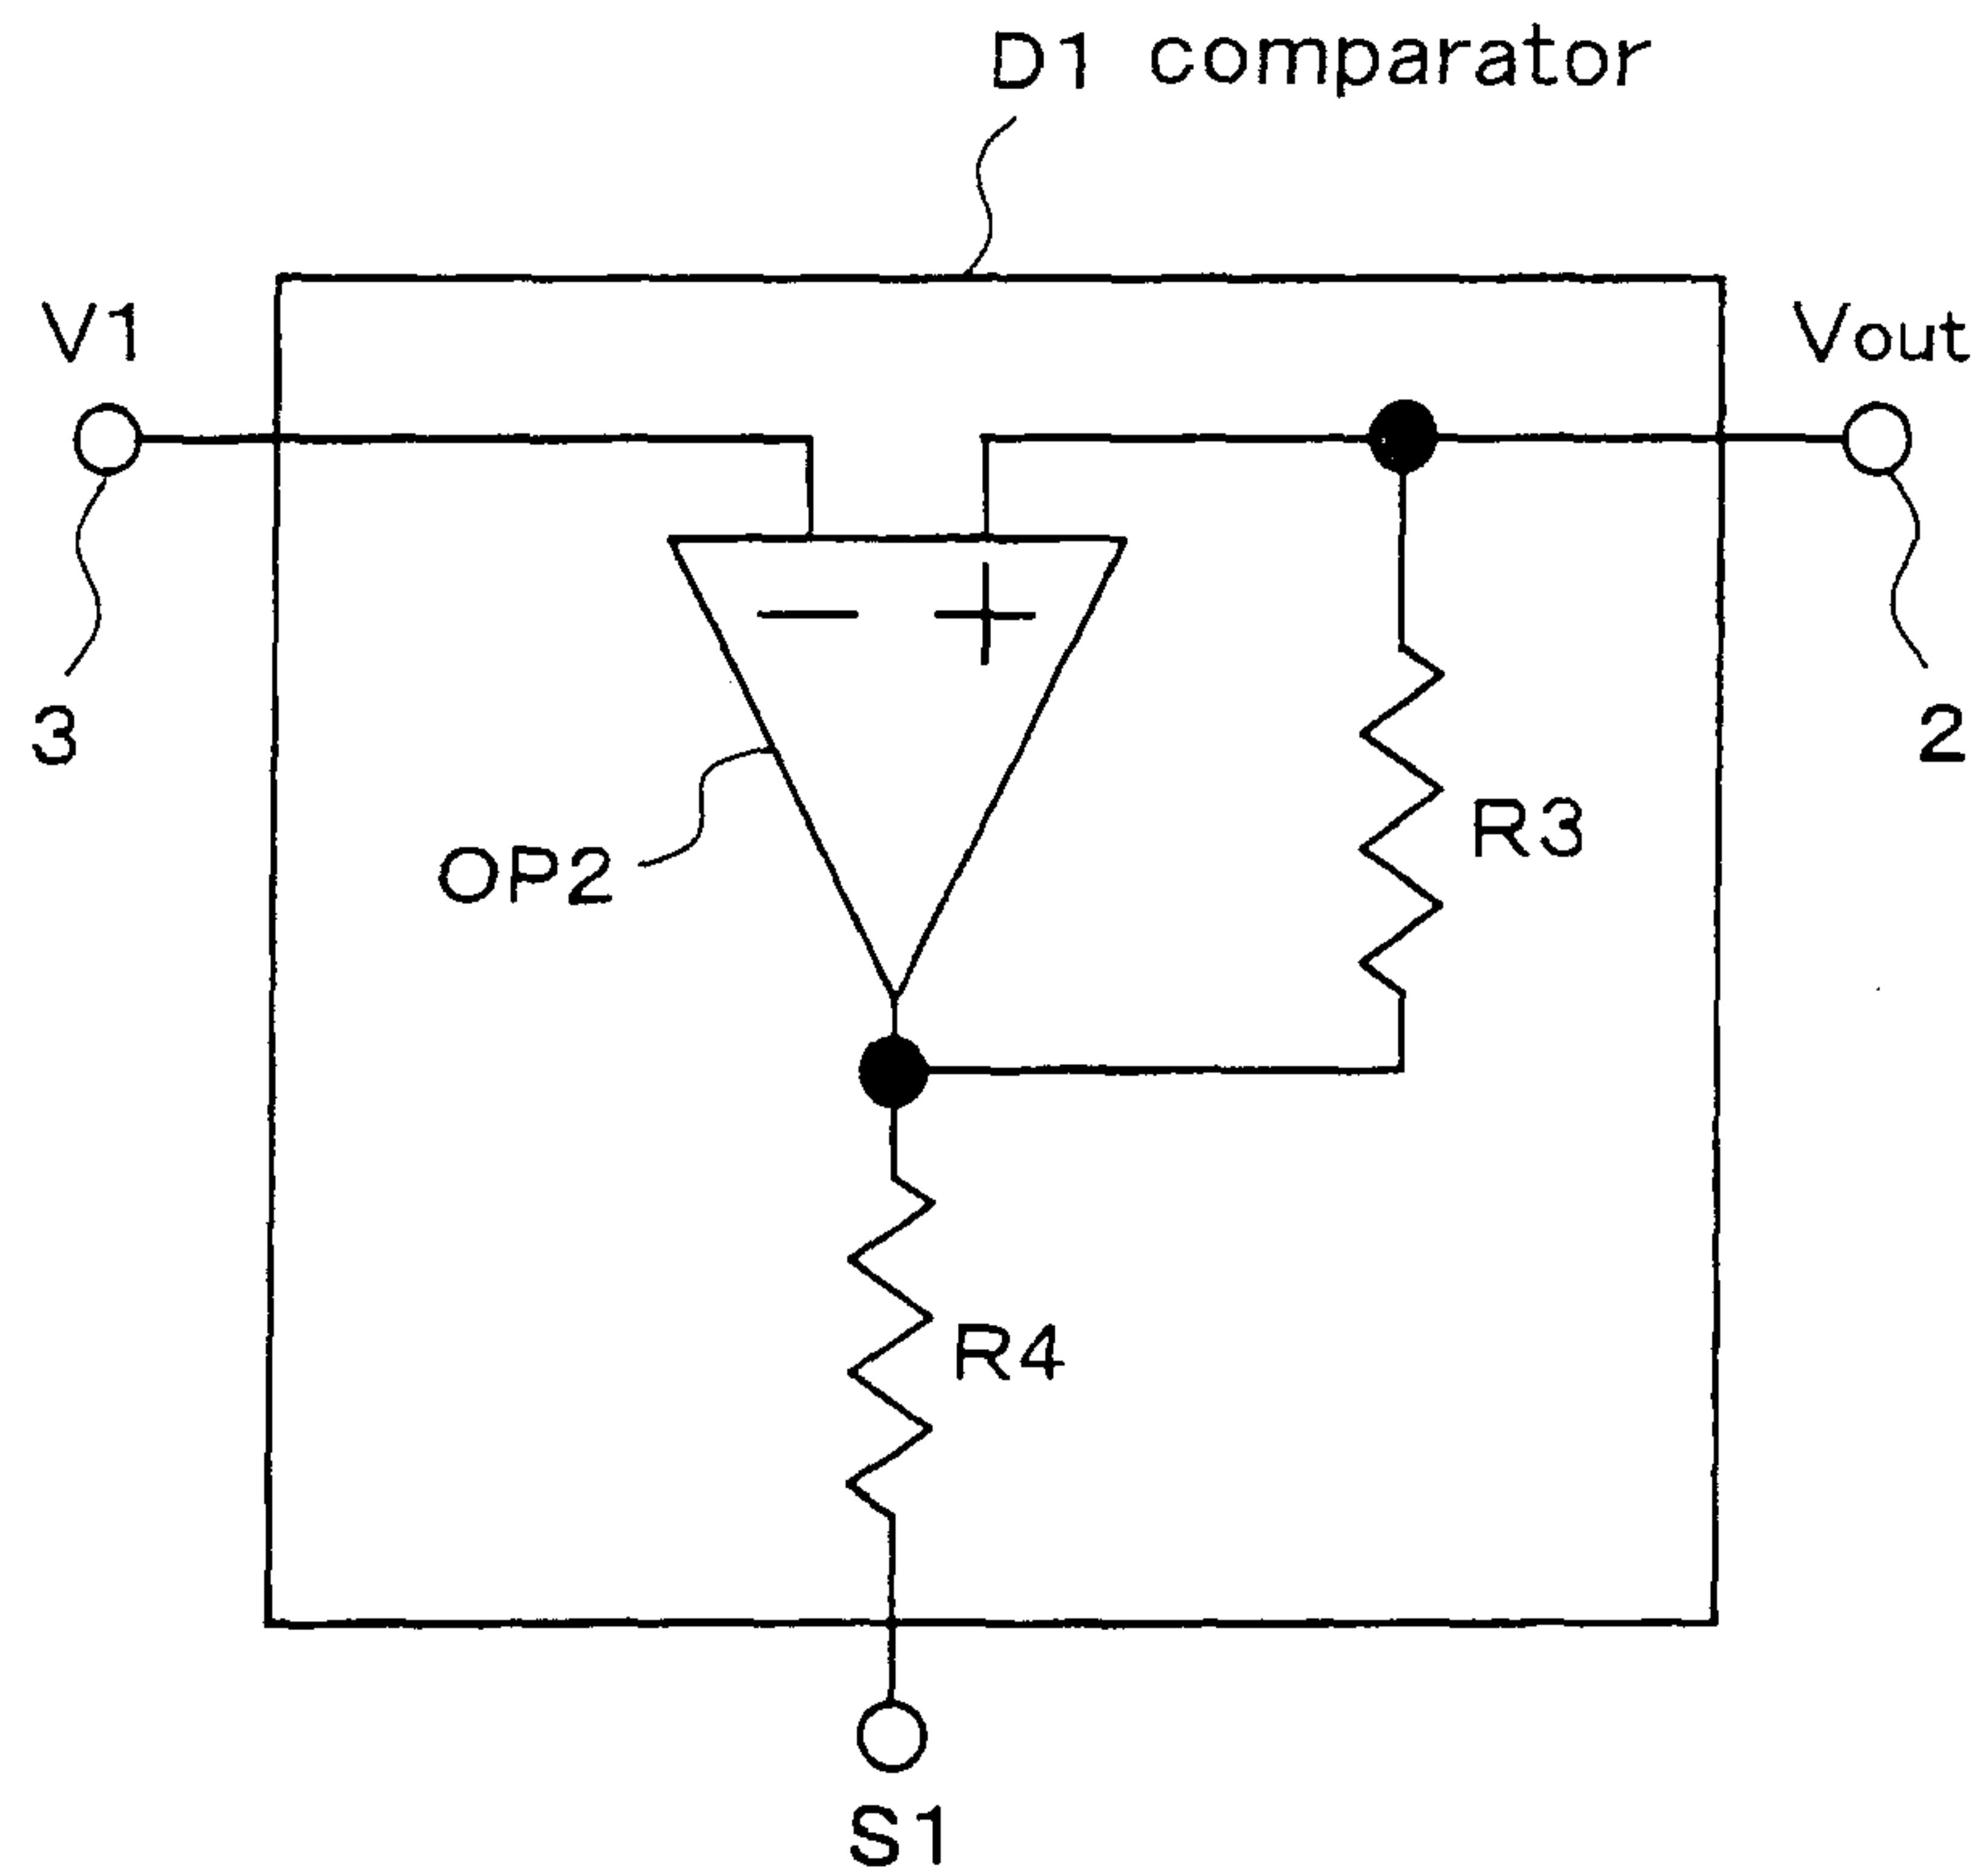 D1 comparator
V1
Vout
− +
3
2
R3
OP2
R4
S1